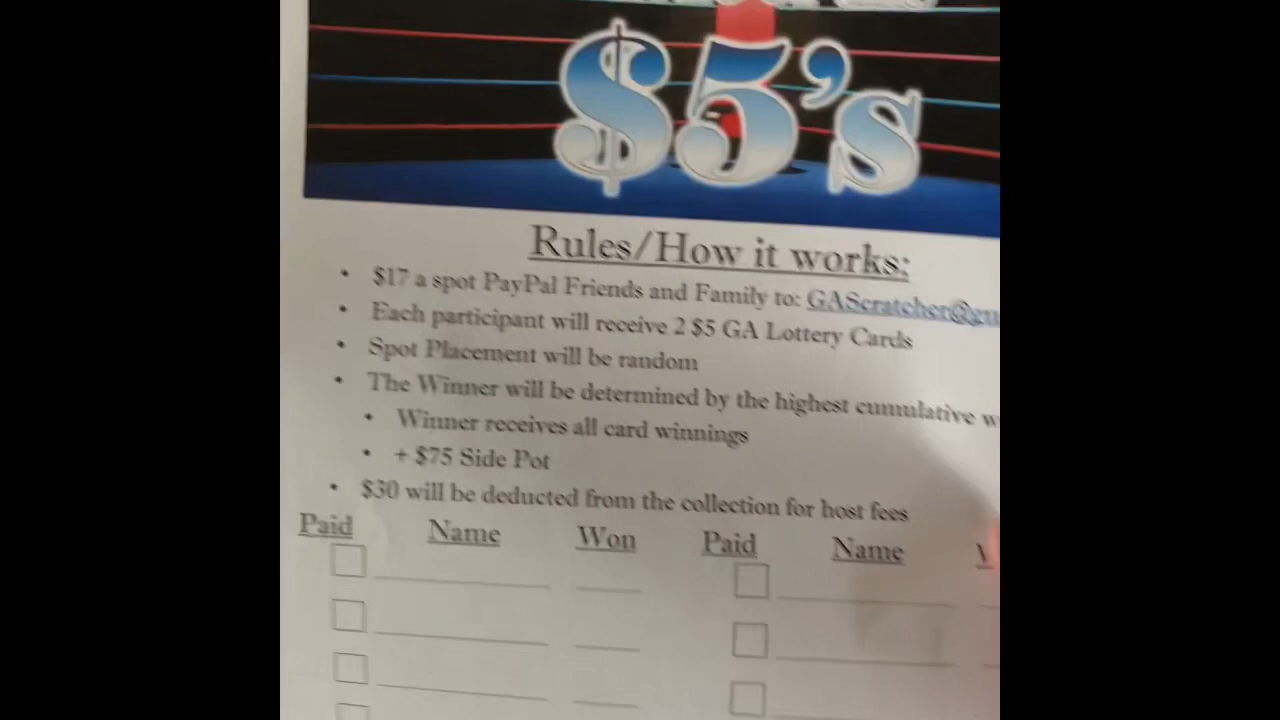 $5's
Rules/How it works:
$17 a spot PayPal Friends and Family to: GAScratcher@
Each participant will receive 2 $5 GA Lottery Cards
Spot Placement will be random
The Winner will be determined by the highest cumulative
Winner receives all card winnings
+ $75 Side Pot
$30 will be deducted from the collection for host fees
Paid Name Won Paid Name